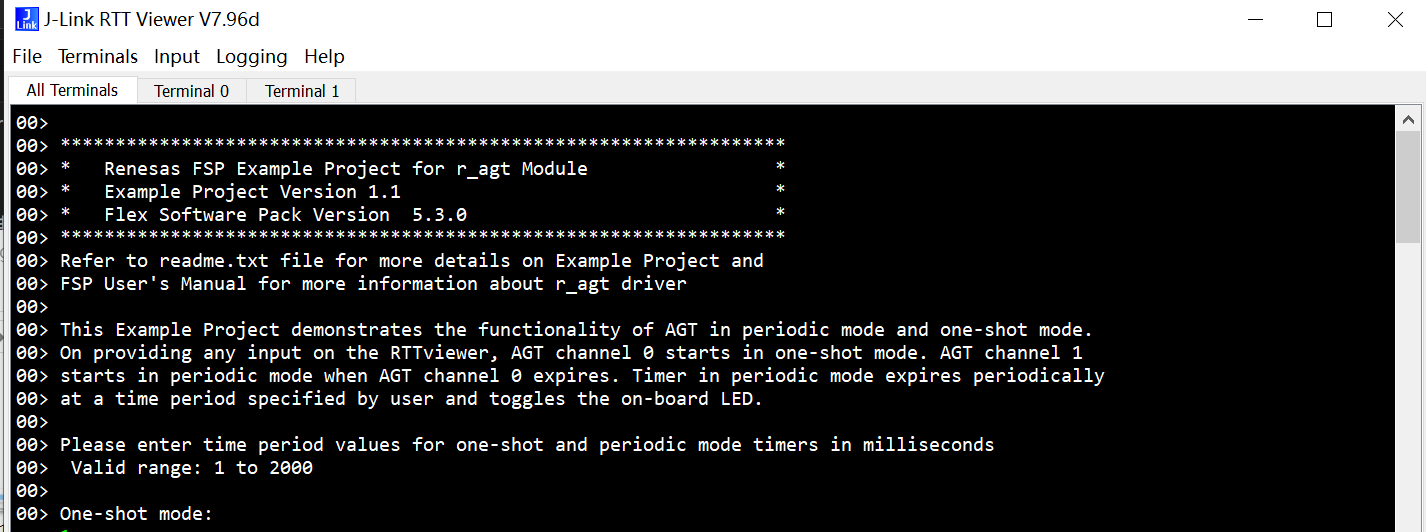 J-Link RTT Viewer V7.96d
File Terminals Input Logging Help
All Terminals Terminal 0 Terminal 1
00>
00> ******************************************************************
00> *   Renesas FSP Example Project for r_agt Module                 *
00> *   Example Project Version 1.1                                  *
00> *   Flex Software Pack Version  5.3.0                            *
00> ******************************************************************
00> Refer to readme.txt file for more details on Example Project and
00> FSP User's Manual for more information about r_agt driver
00>
00> This Example Project demonstrates the functionality of AGT in periodic mode and one-shot mode.
00> On providing any input on the RTTviewer, AGT channel 0 starts in one-shot mode. AGT channel 1
00> starts in periodic mode when AGT channel 0 expires. Timer in periodic mode expires periodically
00> at a time period specified by user and toggles the on-board LED.
00>
00> Please enter time period values for one-shot and periodic mode timers in milliseconds
00>  Valid range: 1 to 2000
00>
00> One-shot mode: